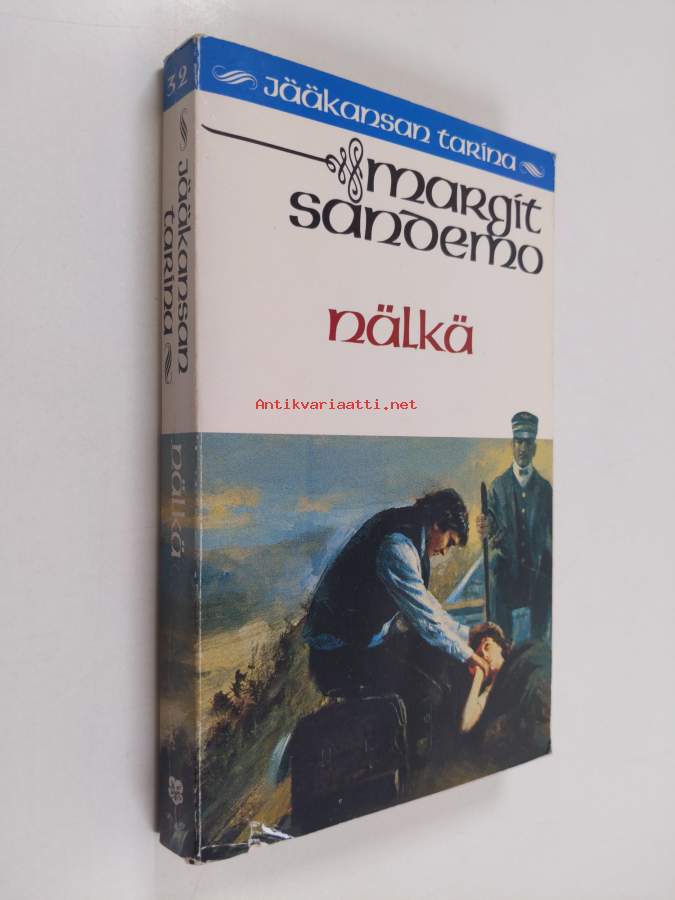 32
Jääkansan tarina
nälkä
Jääkansan tarina
margit
sandemo
nälkä
Antikvariaatti.net